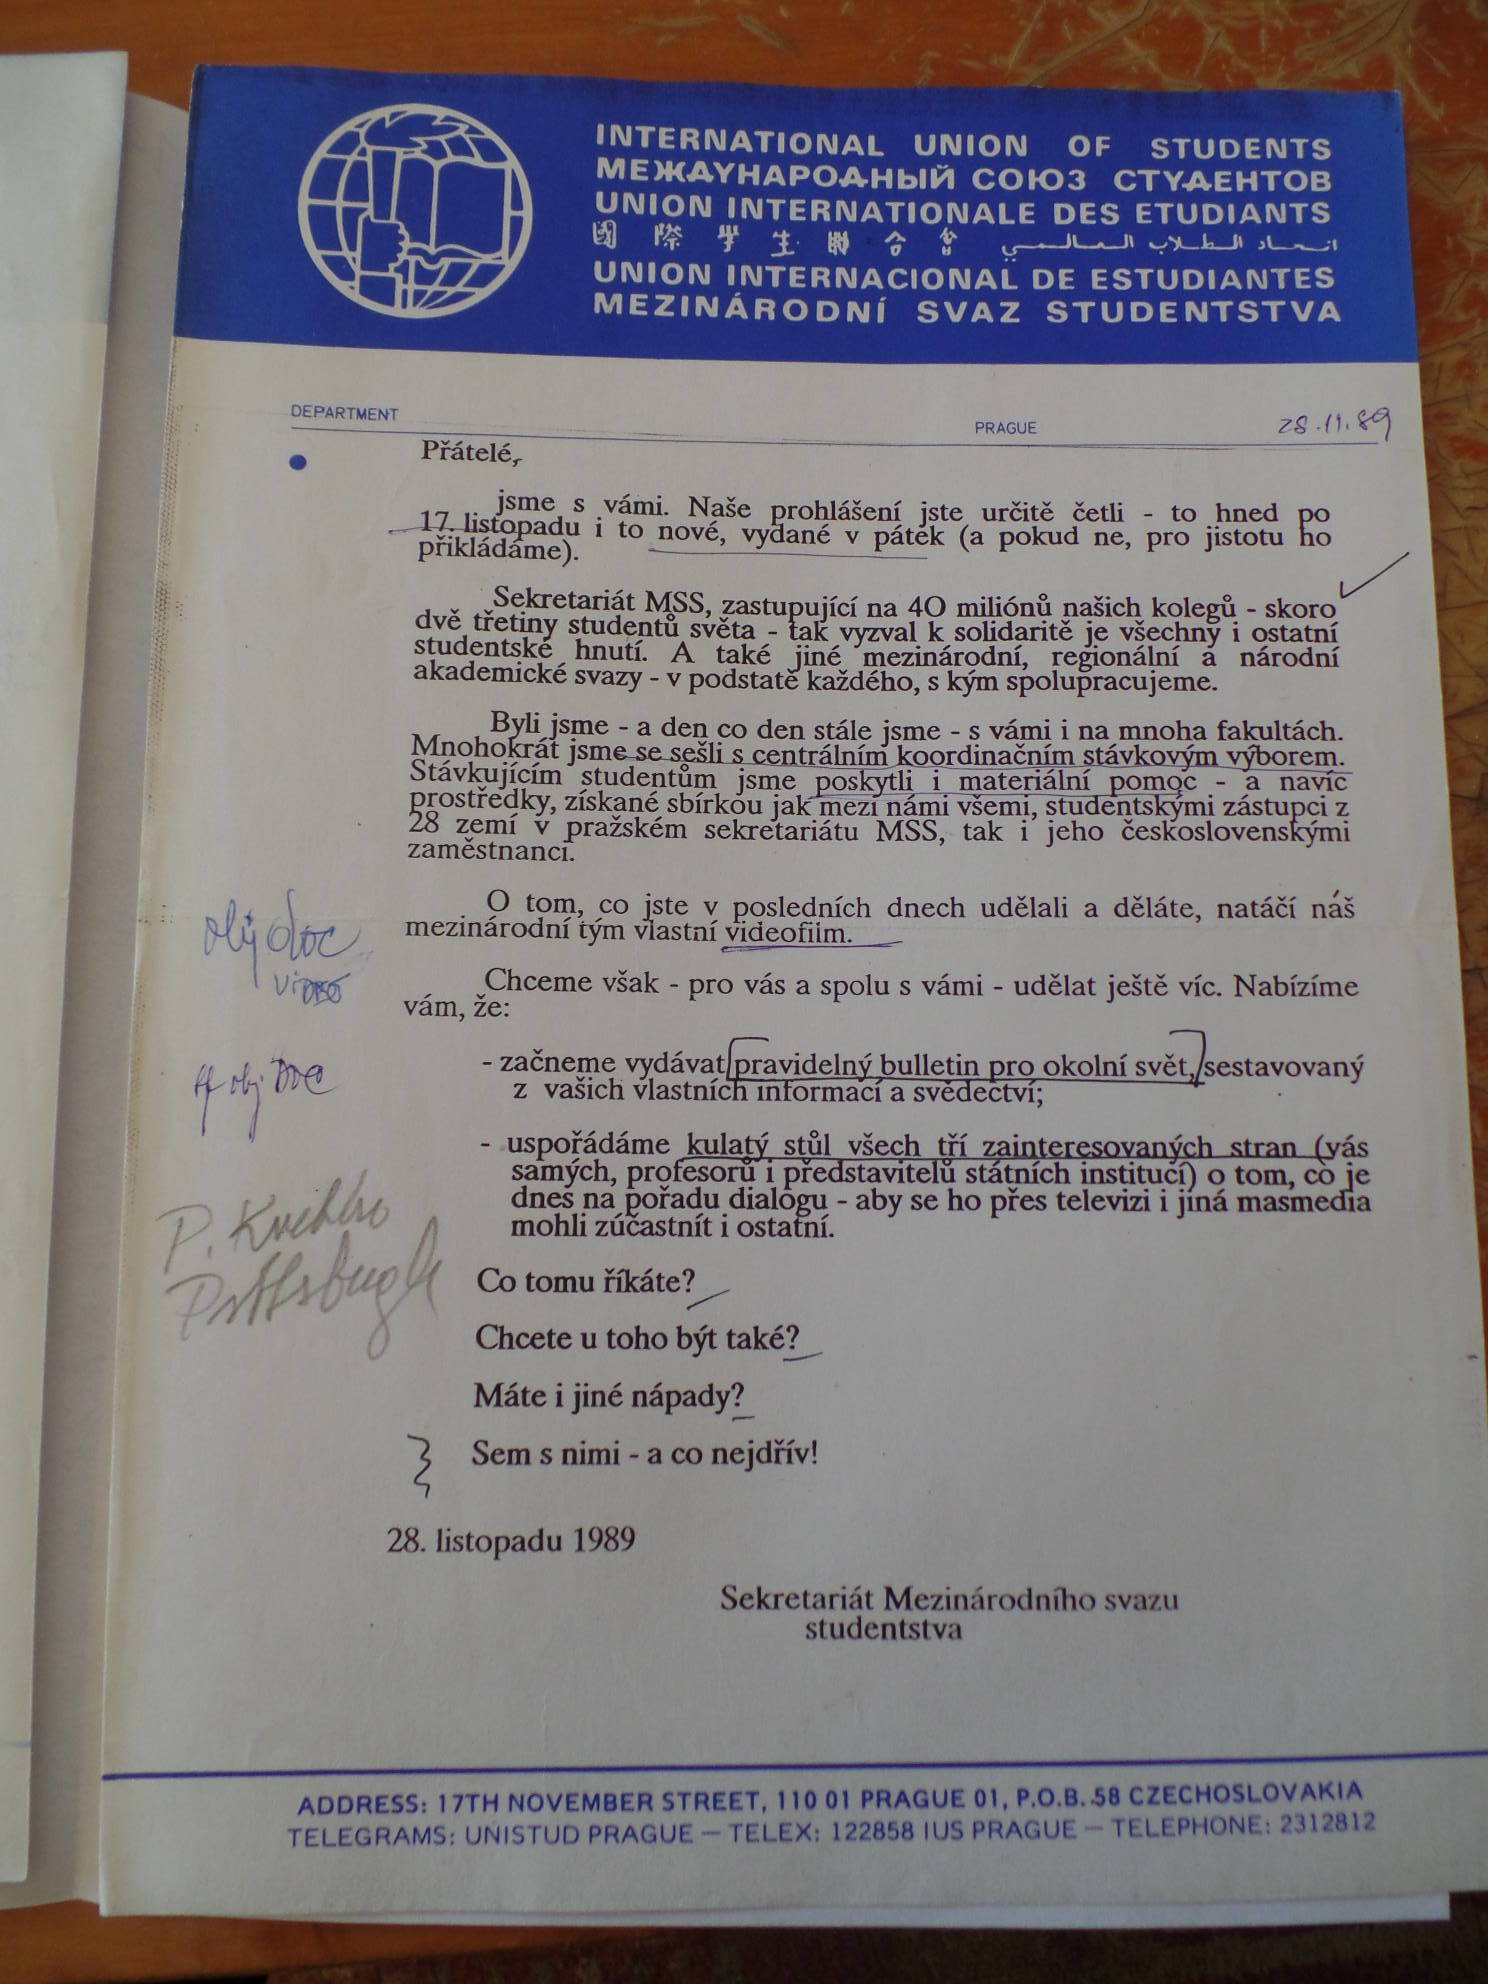 INTERNATIONAL UNION OF STUDENTS
МЕЖДУНАРОДНЫЙ СОЮЗ СТУДЕНТОВ
UNION INTERNATIONALE DES ETUDIANTS
國際學生聯合會 اتحاد الطلاب العالمي
UNION INTERNACIONAL DE ESTUDIANTES
MEZINÁRODNÍ SVAZ STUDENTSTVA
DEPARTMENT
PRAGUE 28.11.89
Přátelé,
jsme s vámi. Naše prohlášení jste určitě četli - to hned po
17. listopadu i to nové, vydané v pátek (a pokud ne, pro jistotu ho
přikládáme).
Sekretariát MSS, zastupující na 40 miliónů našich kolegů - skoro
dvě třetiny studentů světa - tak vyzval k solidaritě je všechny i ostatní
studentské hnutí. A také jiné mezinárodní, regionální a národní
akademické svazy - v podstatě každého, s kým spolupracujeme.
Byli jsme - a den co den stále jsme - s vámi i na mnoha fakultách.
Mnohokrát jsme se sešli s centrálním koordinačním stávkovým výborem.
Stávkujícím studentům jsme poskytli i materiální pomoc - a navíc
prostředky, získané sbírkou jak mezi námi všemi, studentskými zástupci z
28 zemí v pražském sekretariátu MSS, tak i jeho československými
zaměstnanci.
O tom, co jste v posledních dnech udělali a děláte, natáčí náš
mezinárodní tým vlastní videofilm.
Chceme však - pro vás a spolu s vámi - udělat ještě víc. Nabízíme
vám, že:
- začneme vydávat pravidelný bulletin pro okolní svět, sestavovaný
z vašich vlastních informací a svědectví;
- uspořádáme kulatý stůl všech tří zainteresovaných stran (vás
samých, profesorů i představitelů státních institucí) o tom, co je
dnes na pořadu dialogu - aby se ho přes televizi i jiná masmedia
mohli zúčastnít i ostatní.
Co tomu říkáte?
Chcete u toho být také?
Máte i jiné nápady?
Sem s nimi - a co nejdřív!
28. listopadu 1989
Sekretariát Mezinárodního svazu
studentstva
ADDRESS: 17TH NOVEMBER STREET, 110 01 PRAGUE 01, P.O.B. 58 CZECHOSLOVAKIA
TELEGRAMS: UNISTUD PRAGUE — TELEX: 122858 IUS PRAGUE — TELEPHONE: 2312812